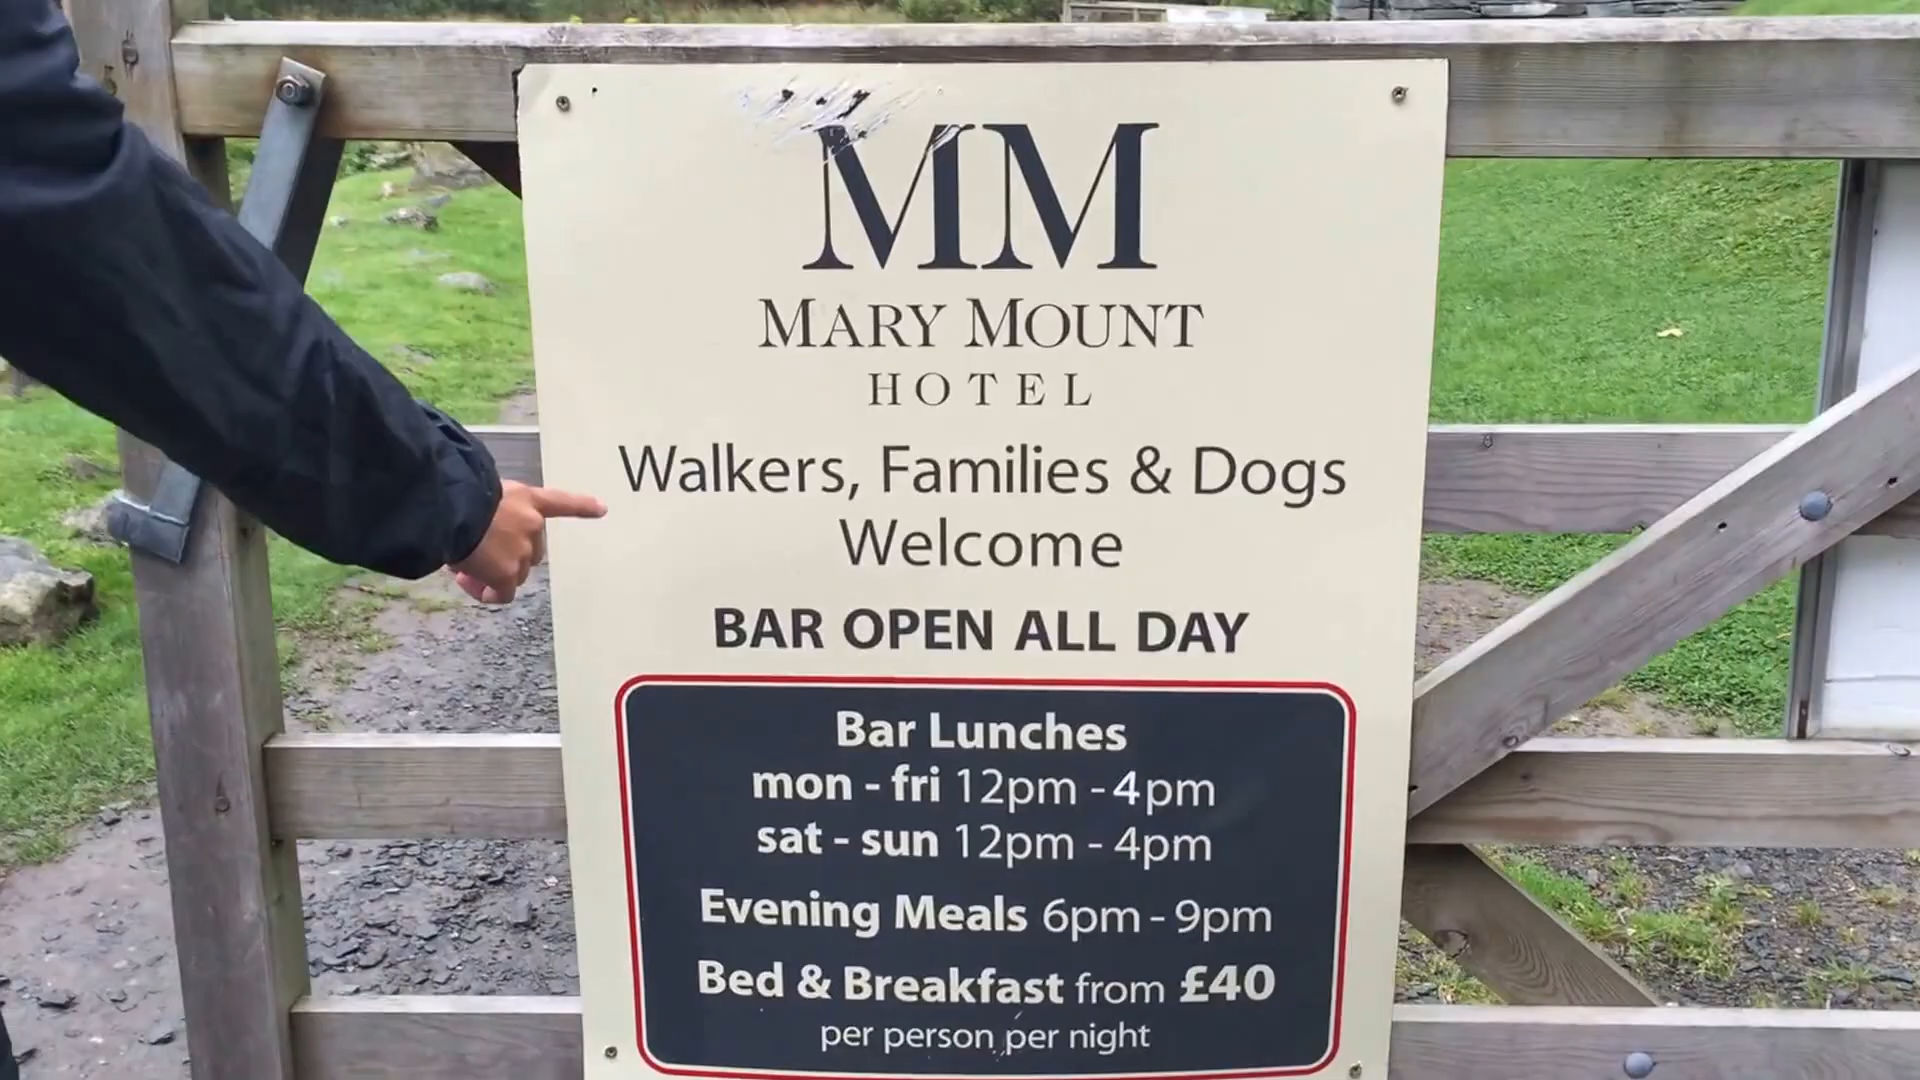 MM
MARY MOUNT
HOTEL
Walkers, Families & Dogs
Welcome
BAR OPEN ALL DAY
Bar Lunches
mon - fri 12pm - 4pm
sat - sun 12pm - 4pm
Evening Meals 6pm - 9pm
Bed & Breakfast from £40
per person per night